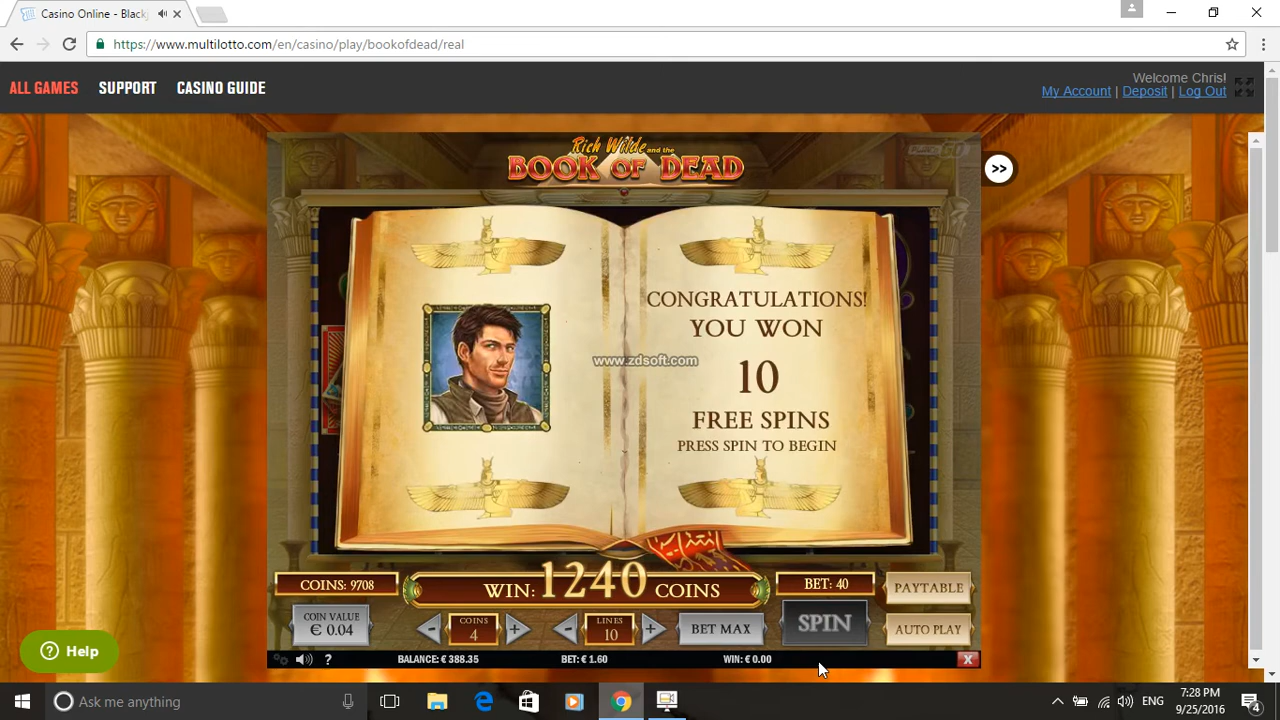 Casino Online - Black
https://www.multilotto.com/en/casino/play/bookofdead/real
ALL GAMES SUPPORT CASINO GUIDE
Welcome Chris!
My Account | Deposit | Log Out
Rich Wilde and the
BOOK OF DEAD
>>
CONGRATULATIONS!
YOU WON
www.zdsoft.com
10
FREE SPINS
PRESS SPIN TO BEGIN
COINS: 9708
WIN: 1240 COINS
BET: 40
PAYTABLE
COIN VALUE
€ 0.04
- COINS 4 +
- LINES 10 +
BET MAX
SPIN
AUTO PLAY
? Help
? BALANCE: € 388.35 BET: € 1.60 WIN: € 0.00 X
Ask me anything
ENG
7:28 PM
9/25/2016
4